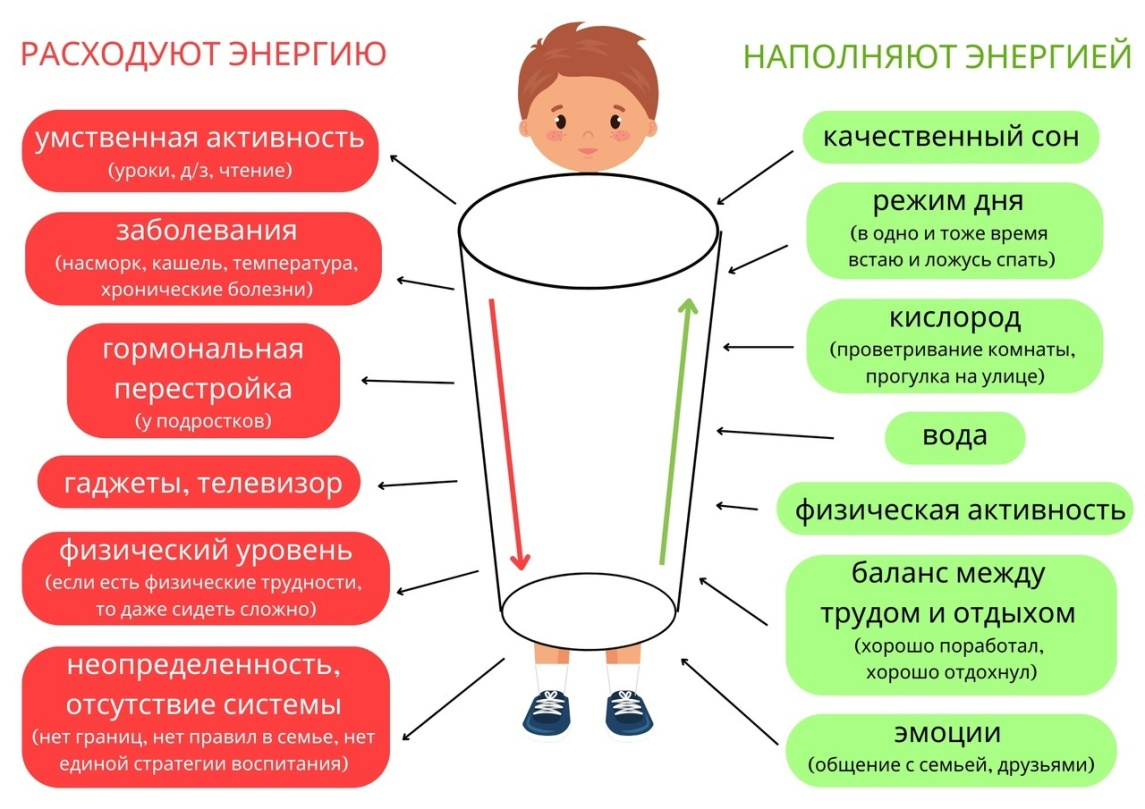 РАСХОДУЮТ ЭНЕРГИЮ
умственная активность
(уроки, д/з, чтение)
заболевания
(насморк, кашель, температура,
хронические болезни)
гормональная
перестройка
(у подростков)
гаджеты, телевизор
физический уровень
(если есть физические трудности,
то даже сидеть сложно)
неопределенность,
отсутствие системы
(нет границ, нет правил в семье, нет
единой стратегии воспитания)
НАПОЛНЯЮТ ЭНЕРГИЕЙ
качественный сон
режим дня
(в одно и тоже время
встаю и ложусь спать)
кислород
(проветривание комнаты,
прогулка на улице)
вода
физическая активность
баланс между
трудом и отдыхом
(хорошо поработал,
хорошо отдохнул)
эмоции
(общение с семьей, друзьями)